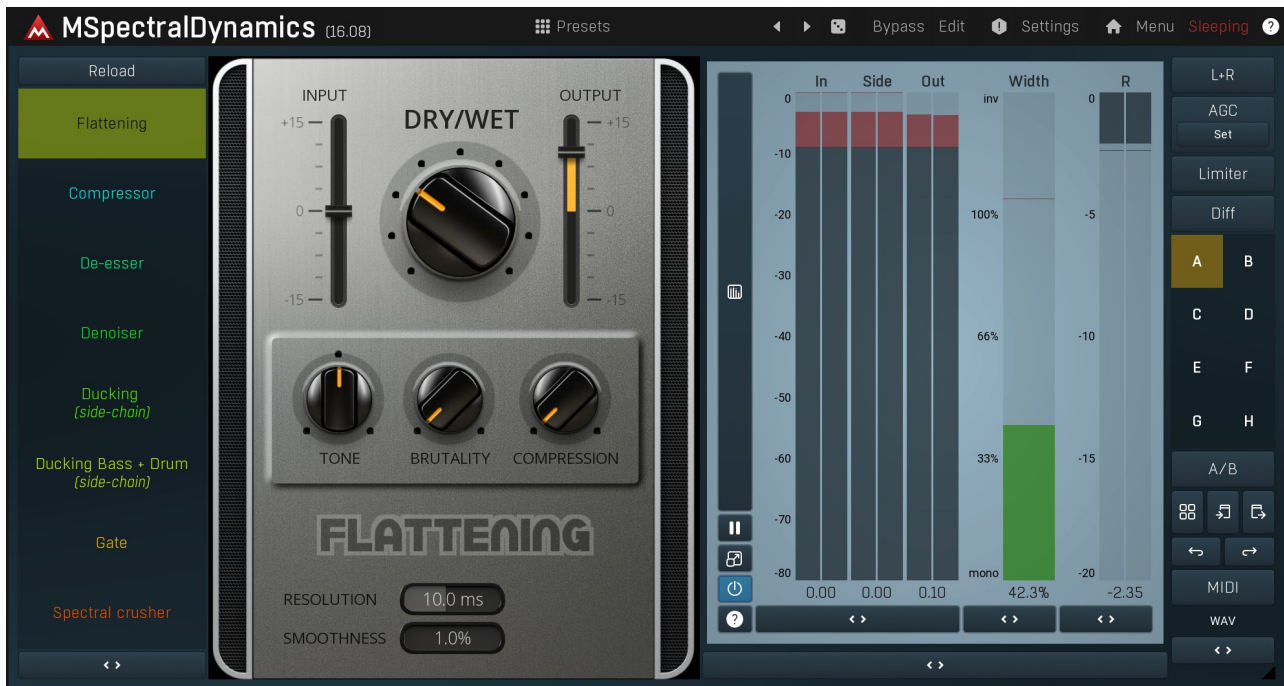 MSpectralDynamics (16.08)
Presets
Bypass Edit
Settings
Menu
Sleeping
?
Reload
Flattening
Compressor
De-esser
Denoiser
Ducking
(side-chain)
Ducking Bass + Drum
(side-chain)
Gate
Spectral crusher
INPUT
+15
0
-15
DRY/WET
OUTPUT
+15
0
-15
TONE
BRUTALITY
COMPRESSION
FLATTENING
RESOLUTION 10.0 ms
SMOOTHNESS 1.0%
?
In Side Out Width R
0
-10
-20
-30
-40
-50
-60
-70
-80
0.00 0.00 0.10
inv
100%
66%
33%
mono
42.3%
0
-5
-10
-15
-20
-2.35
L+R
AGC
Set
Limiter
Diff
A B
C D
E F
G H
A/B
MIDI
WAV